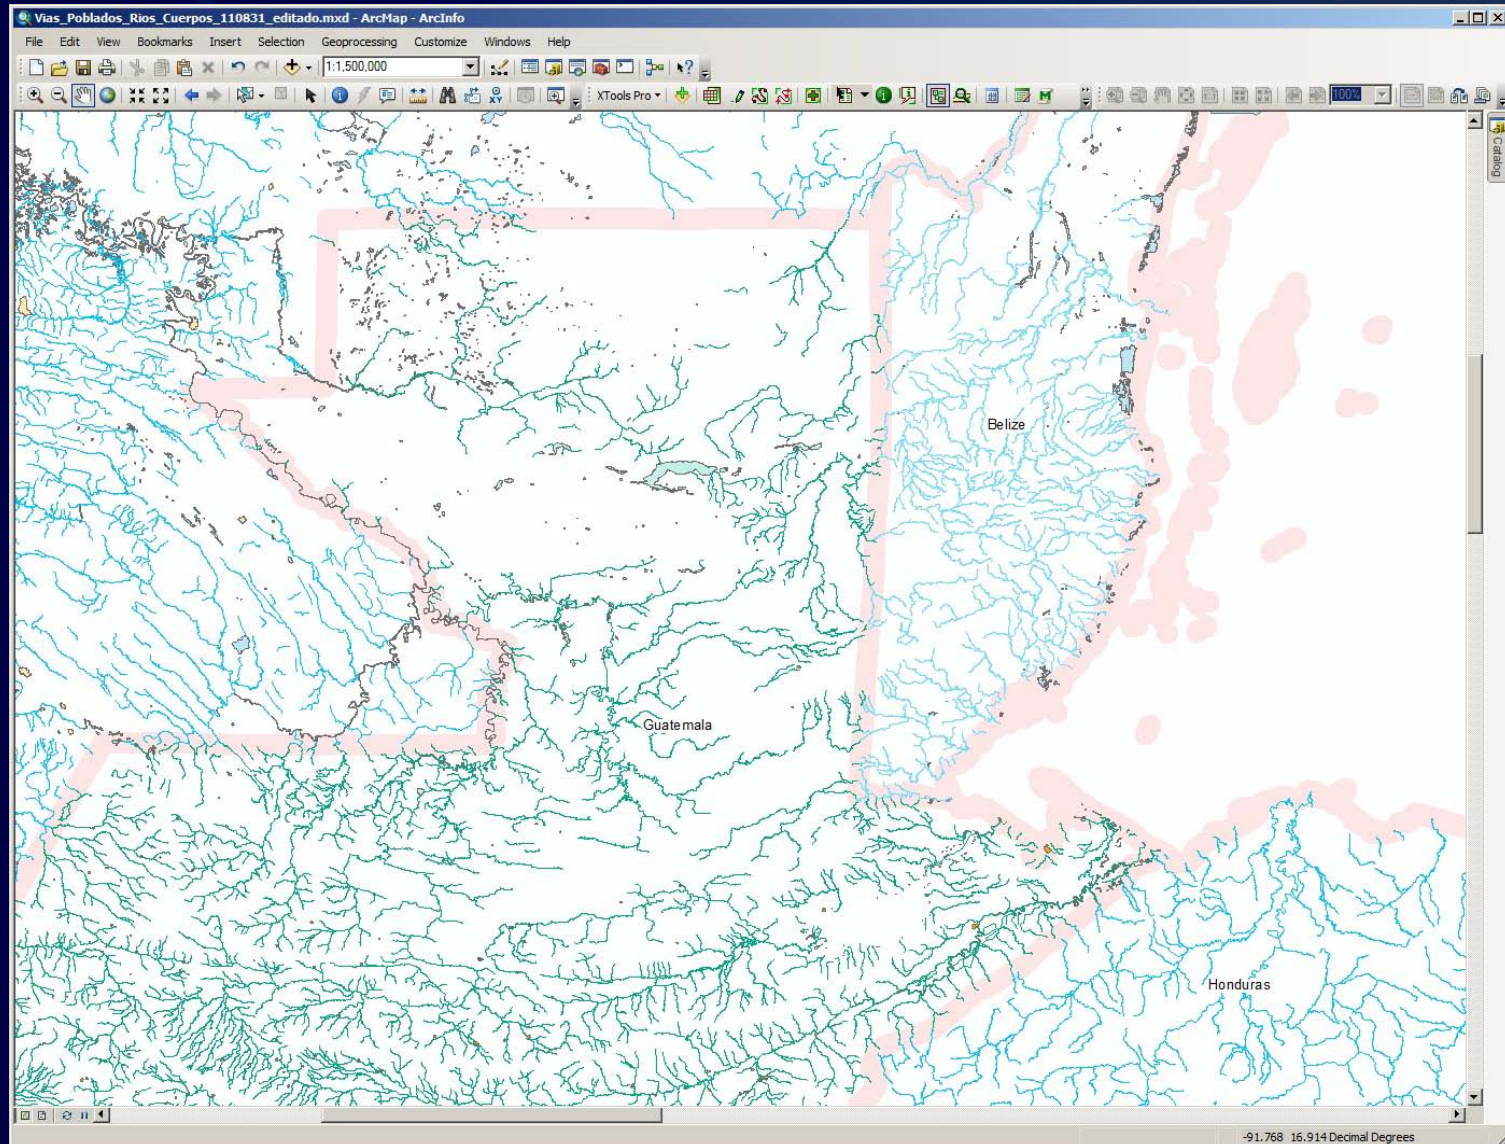 Vias_Poblados_Rios_Cuerpos_110831_editado.mxd - ArcMap - ArcInfo
File Edit View Bookmarks Insert Selection Geoprocessing Customize Windows Help
1:1,500,000
XTools Pro
100%
Catalog
Belize
Guatemala
Honduras
-91.768 16.914 Decimal Degrees